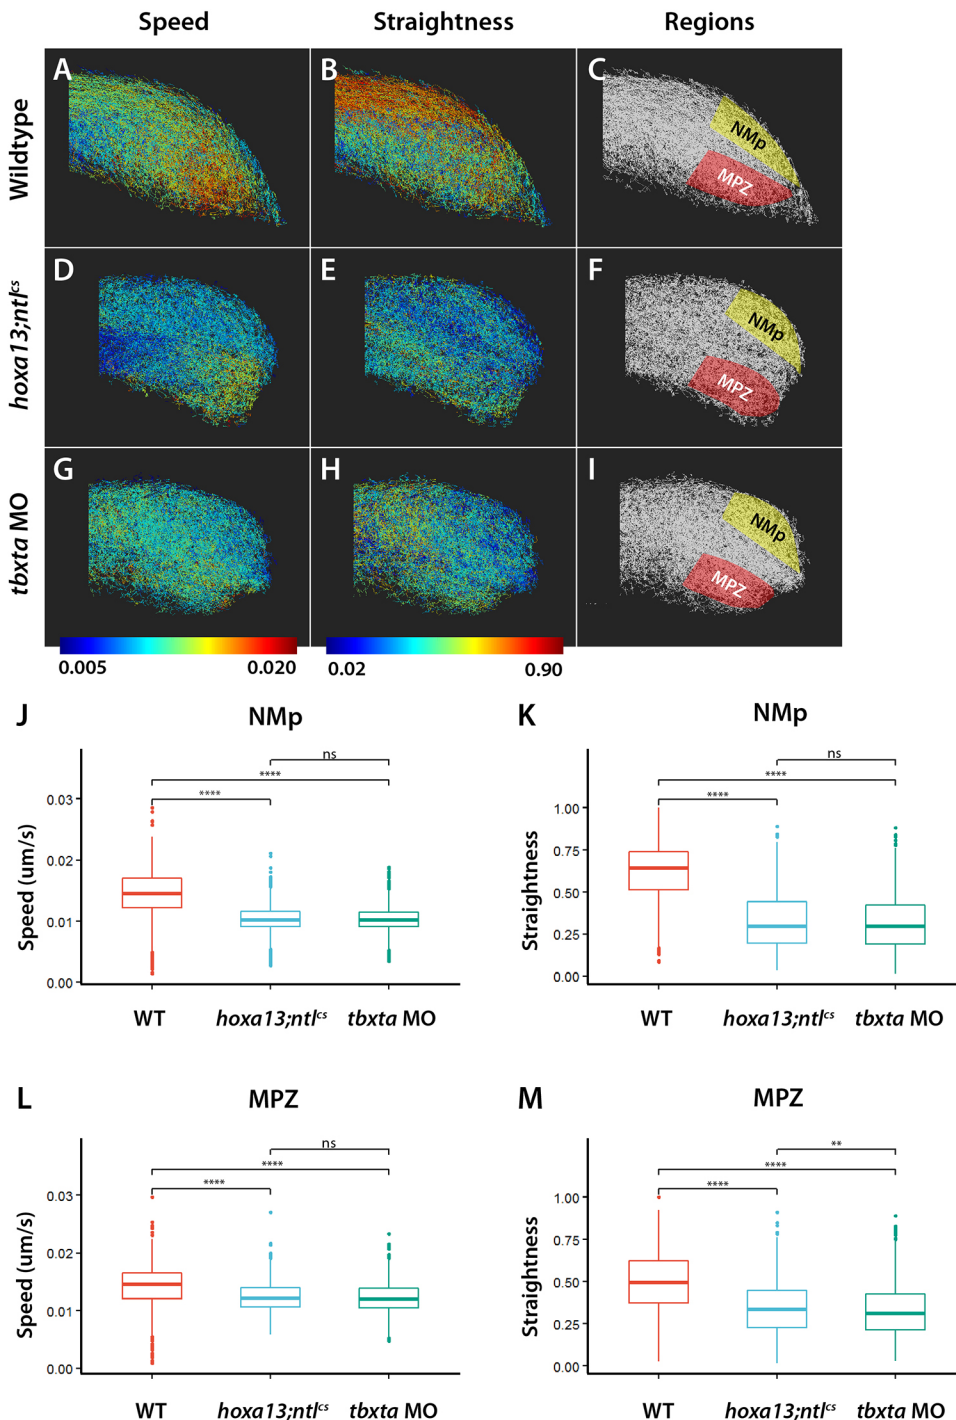 Speed Straightness Regions
Wildtype
A B C
NMp
MPZ
hoxa13;ntlcs
D E F
NMp
MPZ
tbxta MO
G H I
NMp
MPZ
0.005 0.020 0.02 0.90
J NMp K NMp
ns
****
****
0.03
0.02
0.01
0.00
Speed (um/s)
WT hoxa13;ntlcs tbxta MO
ns
****
****
1.00
0.75
0.50
0.25
0.00
Straightness
WT hoxa13;ntlcs tbxta MO
L MPZ M MPZ
ns
****
****
0.03
0.02
0.01
0.00
Speed (um/s)
WT hoxa13;ntlcs tbxta MO
**
****
****
1.00
0.75
0.50
0.25
0.00
Straightness
WT hoxa13;ntlcs tbxta MO